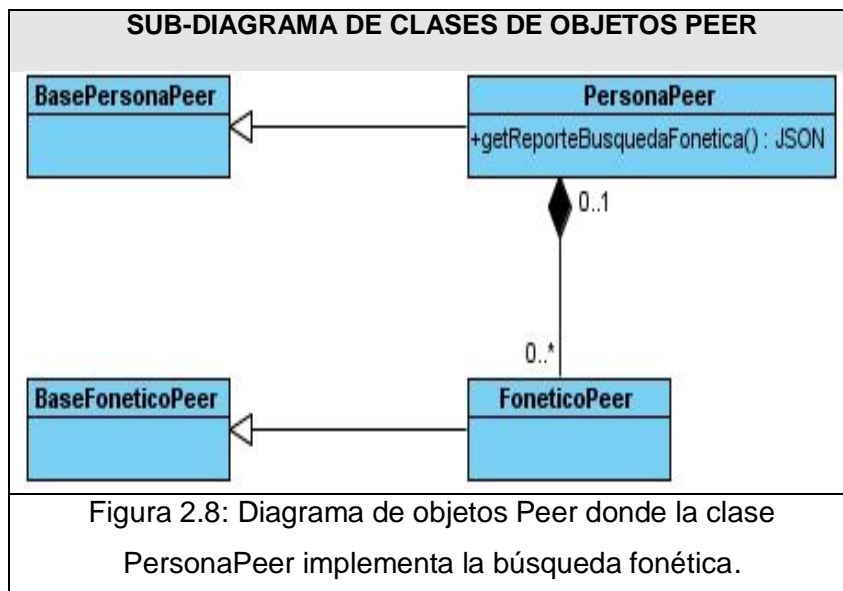 SUB-DIAGRAMA DE CLASES DE OBJETOS PEER
BasePersonaPeer
PersonaPeer
+getReporteBusquedaFonetica() : JSON
0..1
0..*
BaseFoneticoPeer
FoneticoPeer
Figura 2.8: Diagrama de objetos Peer donde la clase
PersonaPeer implementa la búsqueda fonética.